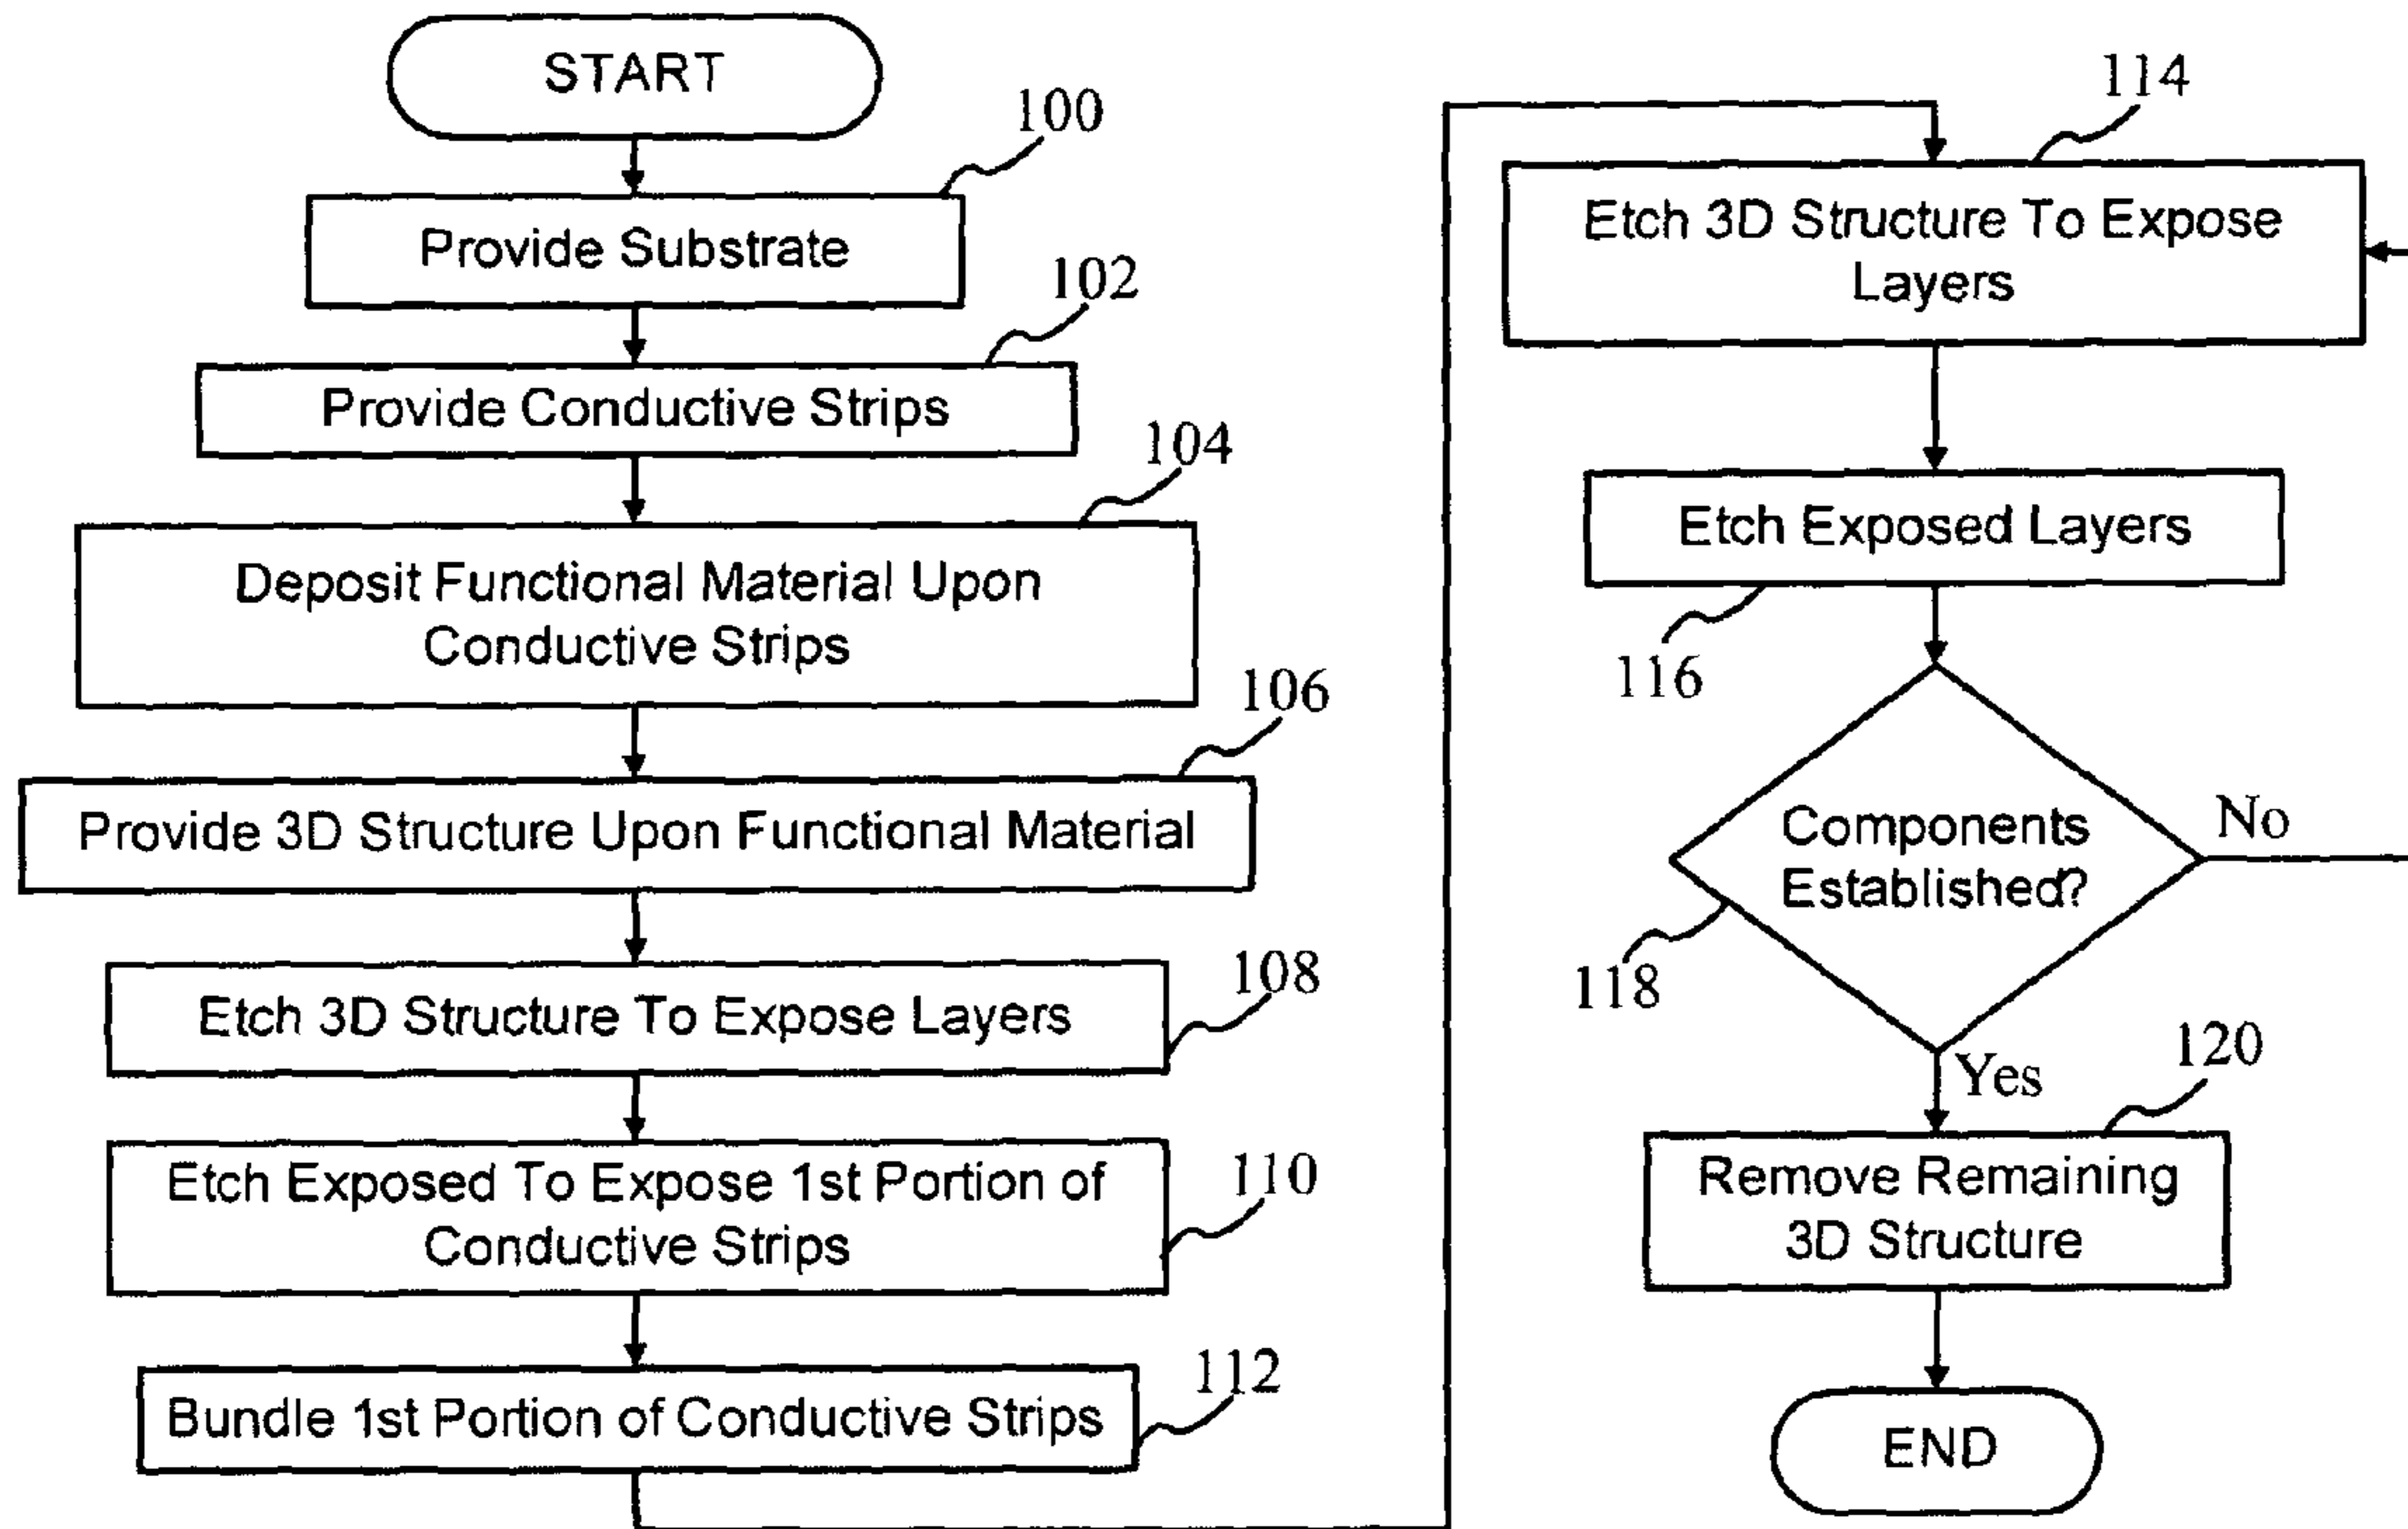 START
100
Provide Substrate
102
Provide Conductive Strips
104
Deposit Functional Material Upon
Conductive Strips
106
Provide 3D Structure Upon Functional Material
108
Etch 3D Structure To Expose Layers
110
Etch Exposed To Expose 1st Portion of
Conductive Strips
112
Bundle 1st Portion of Conductive Strips
114
Etch 3D Structure To Expose
Layers
Etch Exposed Layers
116
Components
Established?
No
118
Yes
120
Remove Remaining
3D Structure
END